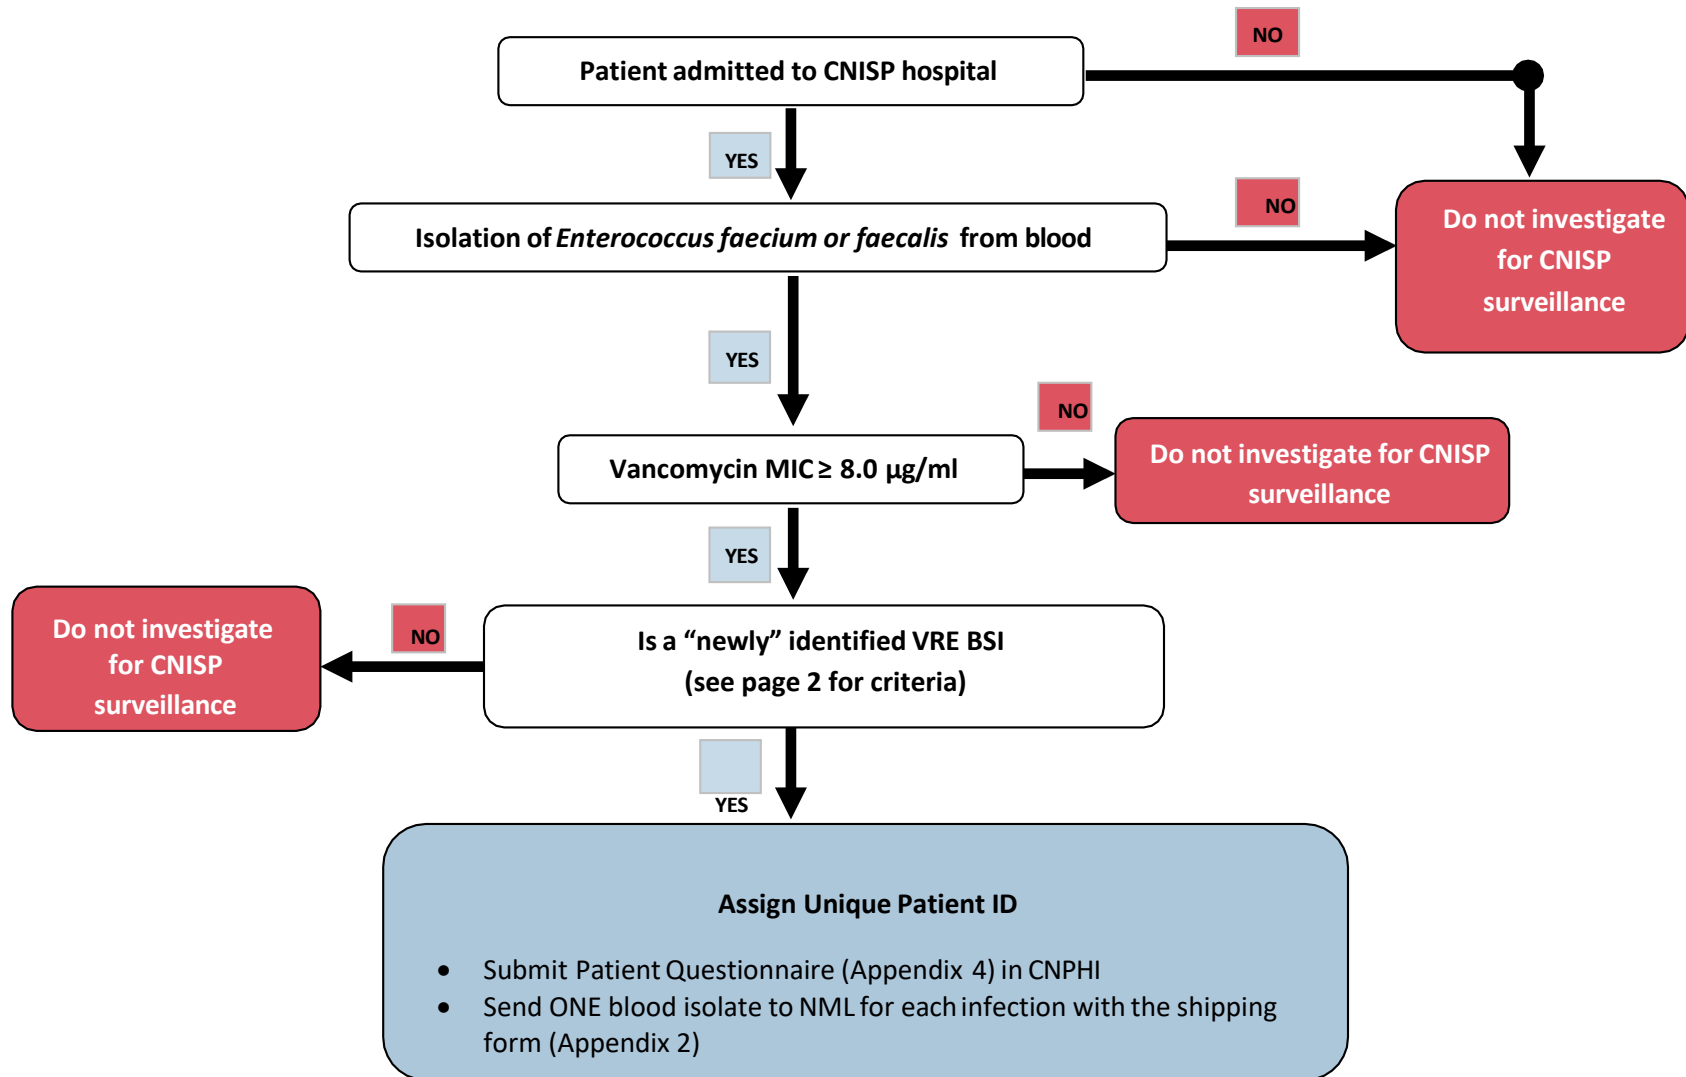 NO
Patient admitted to CNISP hospital
YES
NO
Isolation of Enterococcus faecium or faecalis from blood
Do not investigate
for CNISP
surveillance
YES
NO
Vancomycin MIC ≥ 8.0 µg/ml
Do not investigate for CNISP
surveillance
YES
NO
Do not investigate
for CNISP
surveillance
Is a “newly” identified VRE BSI
(see page 2 for criteria)
YES
Assign Unique Patient ID
• Submit Patient Questionnaire (Appendix 4) in CNPHI
• Send ONE blood isolate to NML for each infection with the shipping
form (Appendix 2)